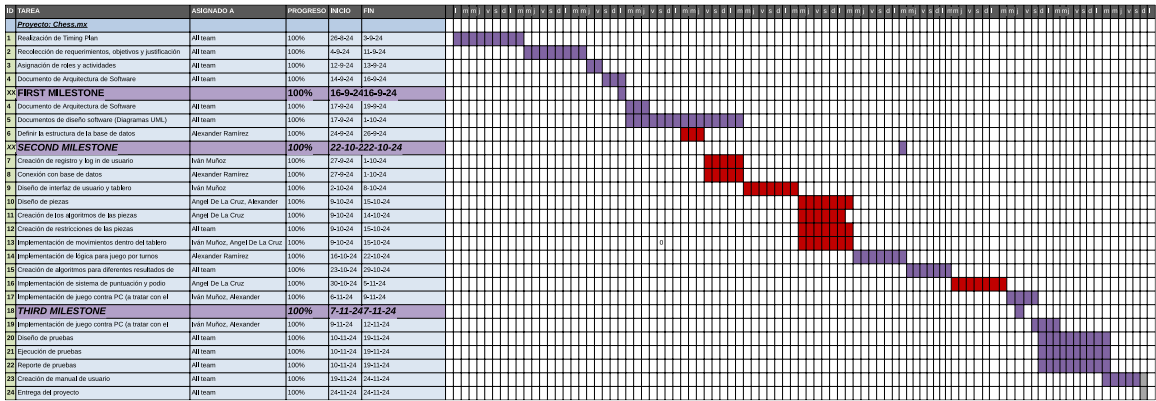 ID TAREA ASIGNADO A PROGRESO INICIO FIN
Proyecto: Chess.mx
1 Realización de Timing Plan All team 100% 26-8-24 3-9-24
2 Recolección de requerimientos, objetivos y justificación All team 100% 4-9-24 11-9-24
3 Asignación de roles y actividades All team 100% 12-9-24 13-9-24
4 Documento de Arquitectura de Software All team 100% 14-9-24 16-9-24
XX FIRST MILESTONE 100% 16-9-24 16-9-24
4 Documento de Arquitectura de Software All team 100% 17-9-24 19-9-24
5 Documentos de diseño software (Diagramas UML) All team 100% 17-9-24 1-10-24
6 Definir la estructura de la base de datos Alexander Ramírez 100% 24-9-24 26-9-24
XX SECOND MILESTONE 100% 22-10-222-10-24
7 Creación de registro y log in de usuario Iván Muñoz 100% 27-9-24 1-10-24
8 Conexión con base de datos Alexander Ramírez 100% 27-9-24 1-10-24
9 Diseño de interfaz de usuario y tablero Iván Muñoz 100% 2-10-24 8-10-24
10 Diseño de piezas Angel De La Cruz, Alexander 100% 9-10-24 15-10-24
11 Creación de los algoritmos de las piezas Angel De La Cruz 100% 9-10-24 14-10-24
12 Creación de restricciones de las piezas All team 100% 9-10-24 15-10-24
13 Implementación de movimientos dentro del tablero Iván Muñoz, Angel De La Cruz 100% 9-10-24 15-10-24 0
14 Implementación de lógica para juego por turnos Alexander Ramírez 100% 16-10-24 22-10-24
15 Creación de algoritmos para diferentes resultados de All team 100% 23-10-24 29-10-24
16 Implementación de sistema de puntuación y podio Angel De La Cruz 100% 30-10-24 5-11-24
17 Implementación de juego contra PC (a tratar con el Iván Muñoz, Alexander 100% 6-11-24 9-11-24
18 THIRD MILESTONE 100% 7-11-24 7-11-24
19 Implementación de juego contra PC (a tratar con el Iván Muñoz, Alexander 100% 9-11-24 12-11-24
20 Diseño de pruebas All team 100% 10-11-24 19-11-24
21 Ejecución de pruebas All team 100% 10-11-24 19-11-24
22 Reporte de pruebas All team 100% 10-11-24 19-11-24
23 Creación de manual de usuario All team 100% 19-11-24 24-11-24
24 Entrega del proyecto All team 100% 24-11-24 24-11-24